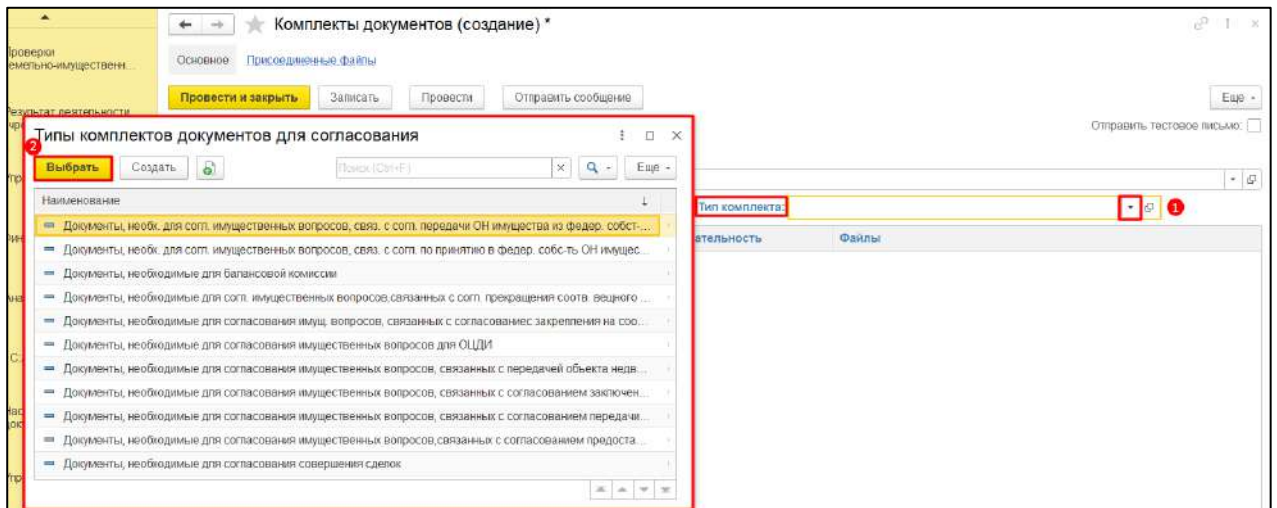 Комплекты документов (создание) *
Основное Присоединенные файлы
Провести и закрыть Записать Провести Отправить сообщение Еще
Отправить тестовое письмо:
Типы комплектов документов для согласования
2
Выбрать Создать Поиск (Ctrl+F) Еще
Тип комплекта: 1
Наименование
Файлы
Документы, необх. для согл. имущественных вопросов, связ. с согл. передачи ОН имущества из федер. собст-...
Документы, необх. для согл. имущественных вопросов, связ. с согл. по принятию в федер. собс-ть ОН имущес...
Документы, необходимые для балансовой комиссии
Документы, необходимые для согл. имущественных вопросов,связанных с согл. прекращения соотв. вещного ...
Документы, необходимые для согласования имущ. вопросов, связанных с согласованиес закрепления на соо...
Документы, необходимые для согласования имущественных вопросов для ОЦДИ
Документы, необходимые для согласования имущественных вопросов, связанных с передачей объекта недв...
Документы, необходимые для согласования имущественных вопросов, связанных с согласованием заключен...
Документы, необходимые для согласования имущественных вопросов, связанных с согласованием передачи...
Документы, необходимые для согласования имущественных вопросов,связанных с согласованием предоста...
Документы, необходимые для согласования совершения сделок